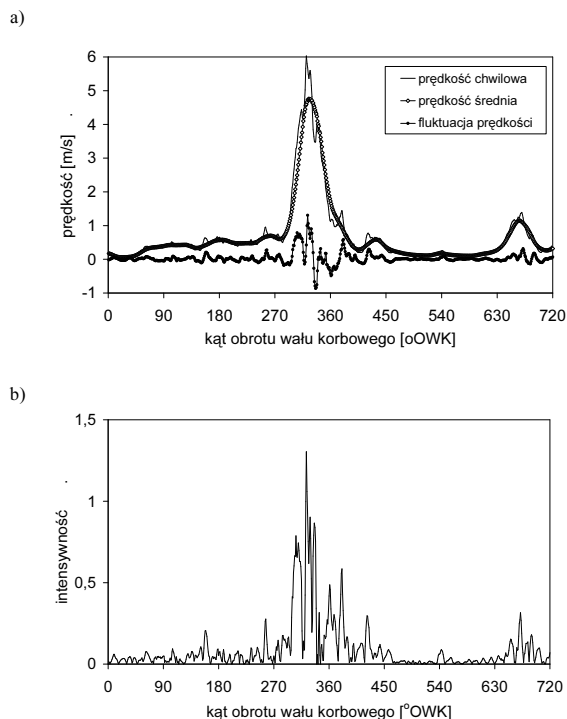 a)
6
5
4
3
2
1
0
-1
prędkość [m/s]
.
prędkość chwilowa
prędkość średnia
fluktuacja prędkości
0 90 180 270 360 450 540 630 720
kąt obrotu wału korbowego [oOWK]
b)
1,5
1
0,5
0
intensywność
.
0 90 180 270 360 450 540 630 720
kąt obrotu wału korbowego [°OWK]